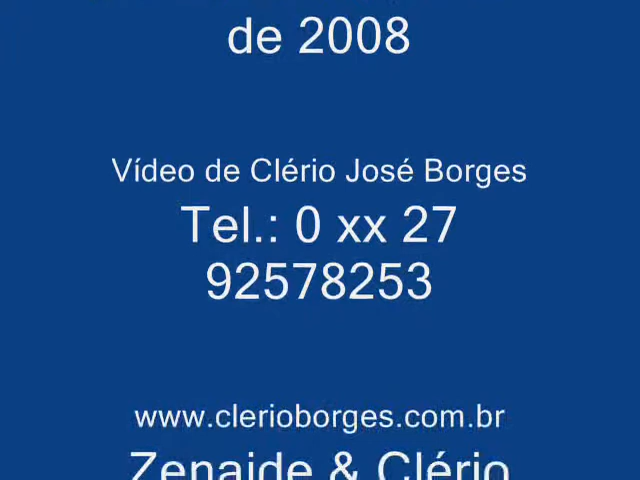 de 2008
Vídeo de Clério José Borges
Tel.: 0 xx 27
92578253
www.clerioborges.com.br
Zenaide & Clério